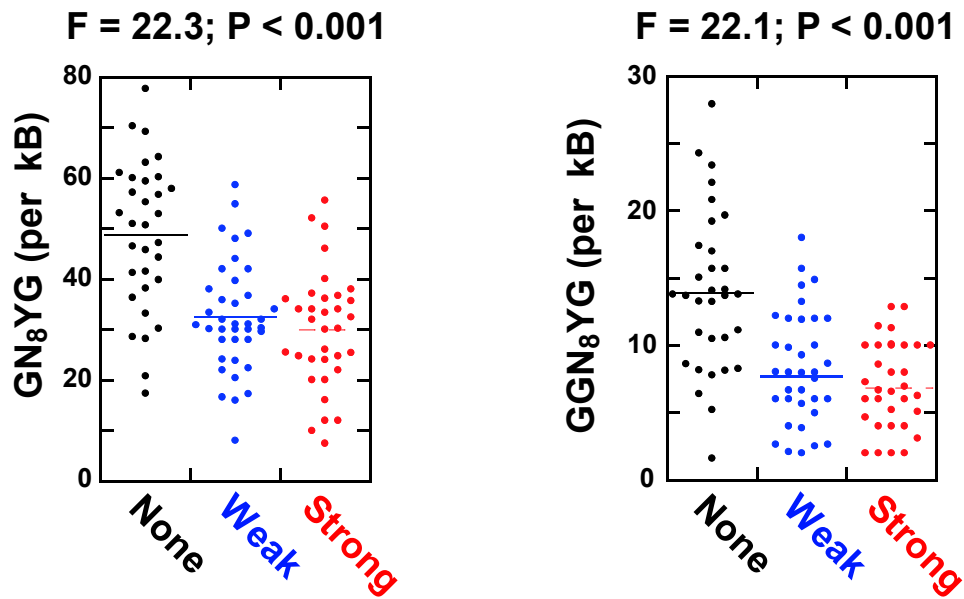 F = 22.3; P < 0.001
GN₈YG (per kB)
80
60
40
20
0
None
Weak
Strong
F = 22.1; P < 0.001
GGN₈YG (per kB)
30
20
10
0
None
Weak
Strong